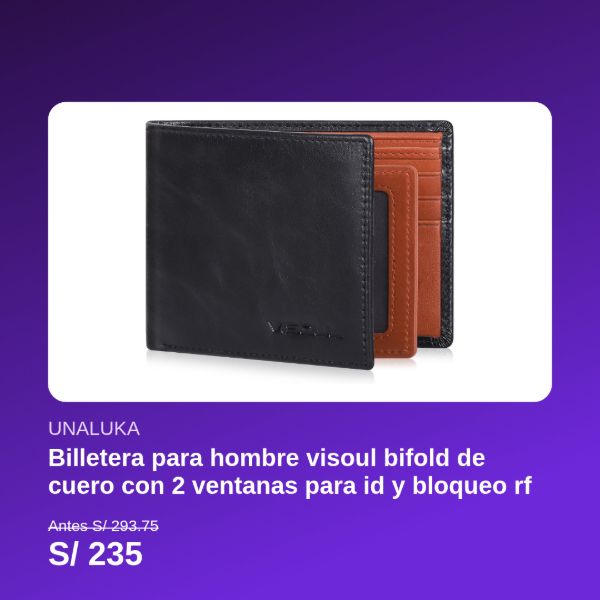 UNALUKA
Billetera para hombre visoul bifold de
cuero con 2 ventanas para id y bloqueo rf
Antes S/ 293.75
S/ 235